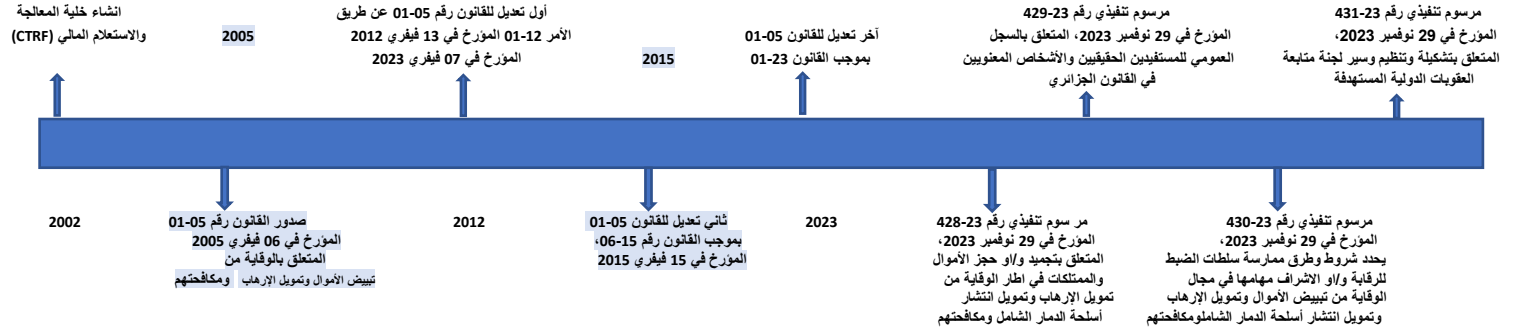 انشاء خلية المعالجة
والاستعلام المالي (CTRF)
2005
أول تعديل للقانون رقم 05-01 عن طريق
الأمر 12-01 المؤرخ في 13 فيفري 2012
المؤرخ في 07 فيفري 2023
2015
آخر تعديل للقانون 05-01
بموجب القانون 23-01
مرسوم تنفيذي رقم 23-429
المؤرخ في 29 نوفمبر 2023، المتعلق بالسجل
العمومي للمستفيدين الحقيقيين والأشخاص المعنويين
في القانون الجزائري
مرسوم تنفيذي رقم 23-431
المؤرخ في 29 نوفمبر 2023،
المتعلق بتشكيلة وتنظيم وسير لجنة متابعة
العقوبات الدولية المستهدفة
2002
صدور القانون رقم 05-01
المؤرخ في 06 فيفري 2005
المتعلق بالوقاية من
تبييض الأموال وتمويل الإرهاب ومكافحتهم
2012
ثاني تعديل للقانون 05-01
بموجب القانون رقم 15-06،
المؤرخ في 15 فيفري 2015
2023
مر سوم تنفيذي رقم 23-428
المؤرخ في 29 نوفمبر 2023،
المتعلق بتجميد و/او حجز الأموال
والممتلكات في اطار الوقاية من
تمويل الإرهاب وتمويل انتشار
أسلحة الدمار الشامل ومكافحتهم
مرسوم تنفيذي رقم 23-430
المؤرخ في 29 نوفمبر 2023،
يحدد شروط وطرق ممارسة سلطات الضبط
للرقابة و/او الاشراف مهامها في مجال
الوقاية من تبييض الأموال وتمويل الإرهاب
وتمويل انتشار أسلحة الدمار الشاملومكافحتهم